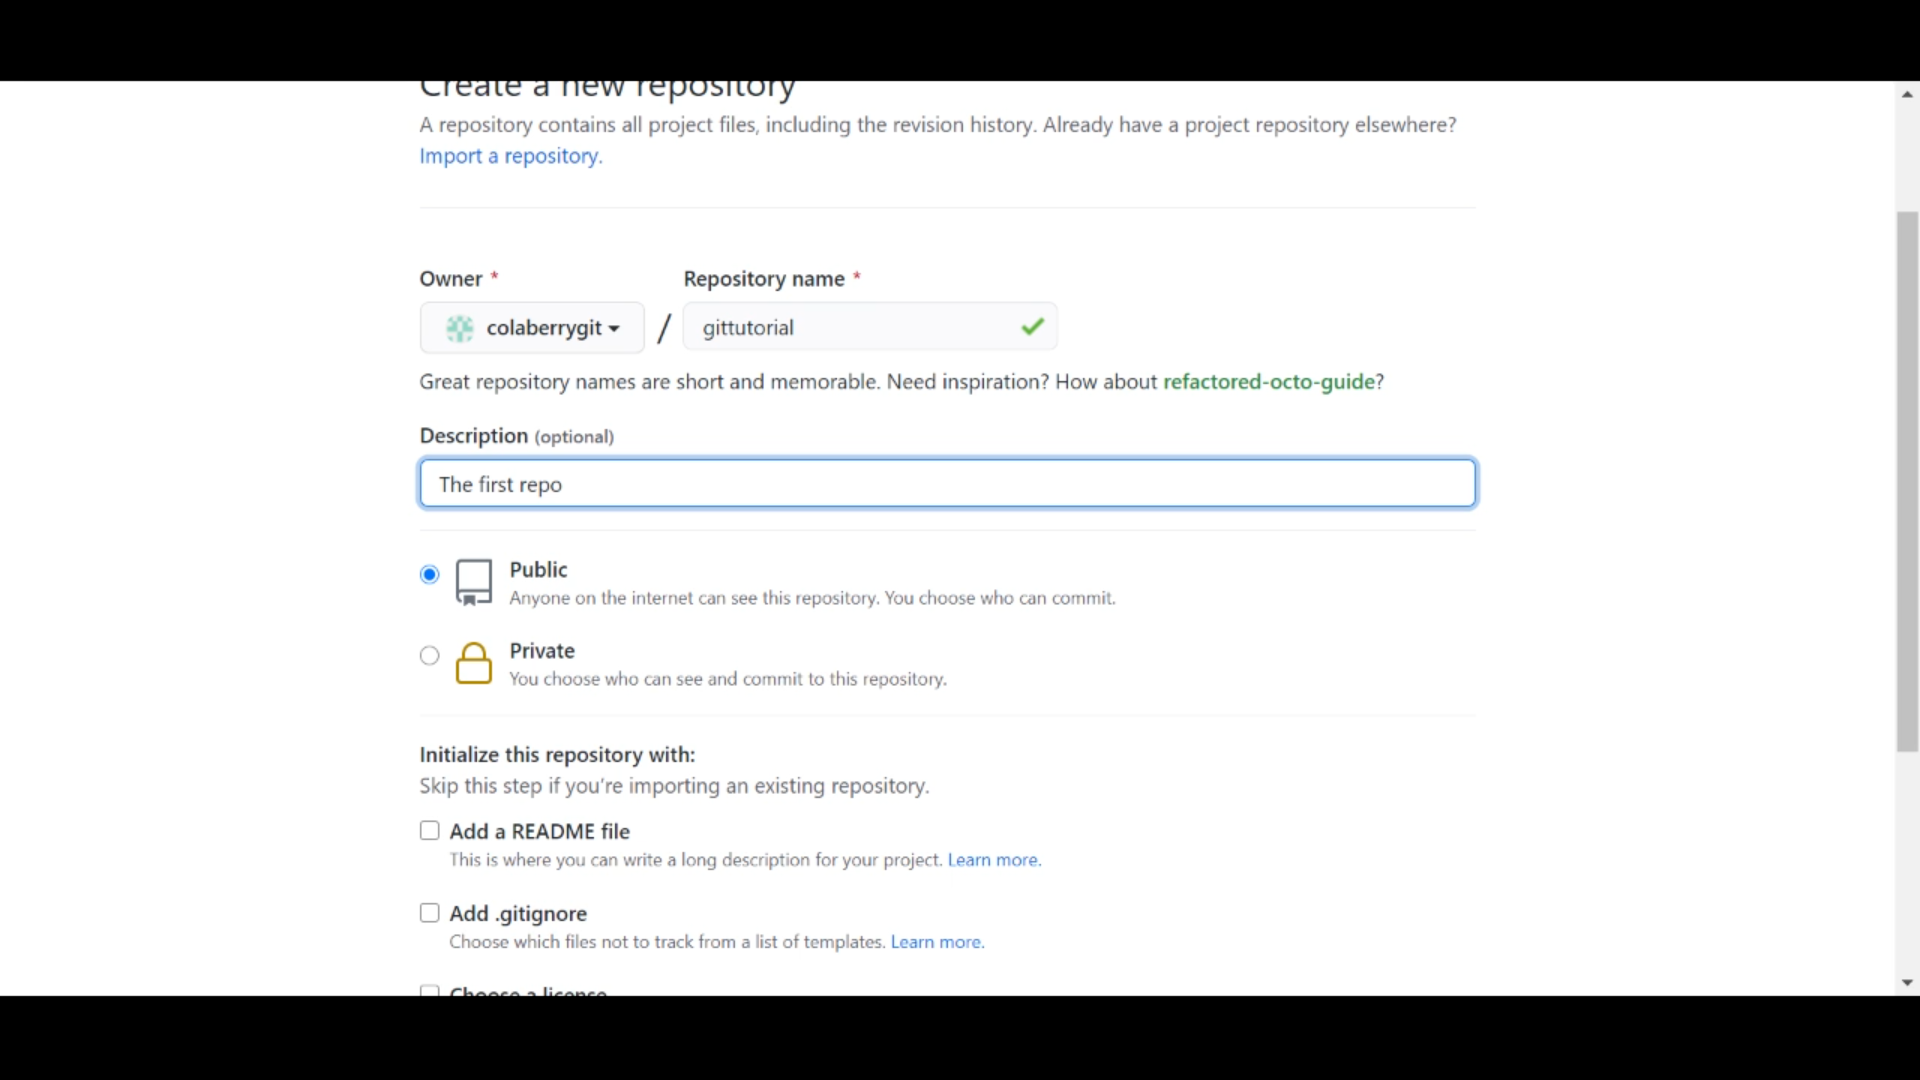 Create a new repository
A repository contains all project files, including the revision history. Already have a project repository elsewhere?
Import a repository.
Owner * Repository name *
colaberrygit / gittutorial
Great repository names are short and memorable. Need inspiration? How about refactored-octo-guide?
Description (optional)
The first repo
Public
Anyone on the internet can see this repository. You choose who can commit.
Private
You choose who can see and commit to this repository.
Initialize this repository with:
Skip this step if you're importing an existing repository.
Add a README file
This is where you can write a long description for your project. Learn more.
Add .gitignore
Choose which files not to track from a list of templates. Learn more.
Choose a license